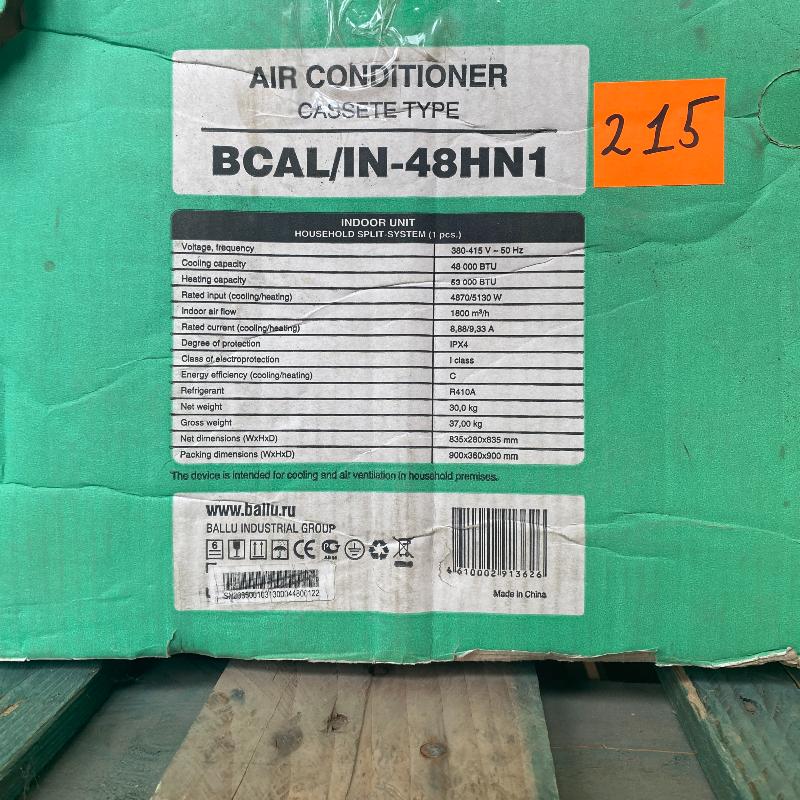 AIR CONDITIONER
CASSETE TYPE
BCAL/IN-48HN1
215
INDOOR UNIT
HOUSEHOLD SPLIT-SYSTEM (1 pcs.)
Voltage, frequency 380-415 V ~ 50 Hz
Cooling capacity 48 000 BTU
Heating capacity 53 000 BTU
Rated input (cooling/heating) 4870/5130 W
Indoor air flow 1800 m³/h
Rated current (cooling/heating) 8,88/9,33 A
Degree of protection IPX4
Class of electroprotection I class
Energy efficiency (cooling/heating) C
Refrigerant R410A
Net weight 30,0 kg
Gross weight 37,00 kg
Net dimensions (WxHxD) 835x280x835 mm
Packing dimensions (WxHxD) 900x360x900 mm
The device is intended for cooling and air ventilation in household premises.
www.ballu.ru
BALLU INDUSTRIAL GROUP
6 CE
4 610002 913626
Made in China